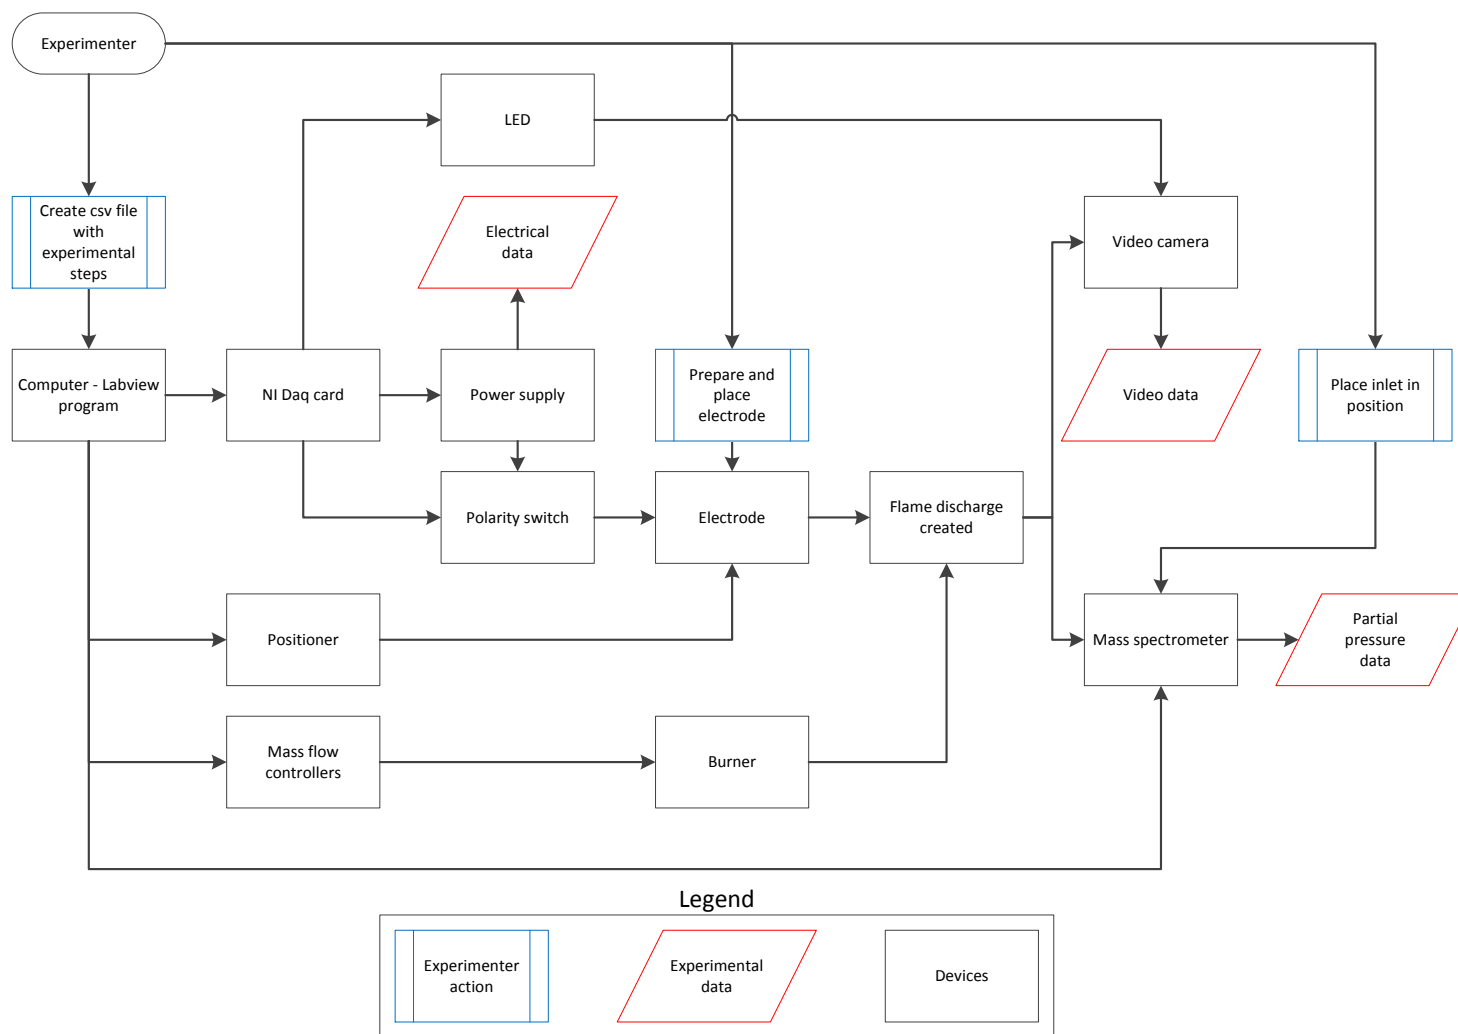 Experimenter
LED
Create csv file
with
experimental
steps
Electrical
data
Video camera
Computer - Labview
program
NI Daq card
Power supply
Prepare and
place
electrode
Video data
Place inlet in
position
Polarity switch
Electrode
Flame discharge
created
Positioner
Mass spectrometer
Partial
pressure
data
Mass flow
controllers
Burner
Legend
Experimenter
action
Experimental
data
Devices